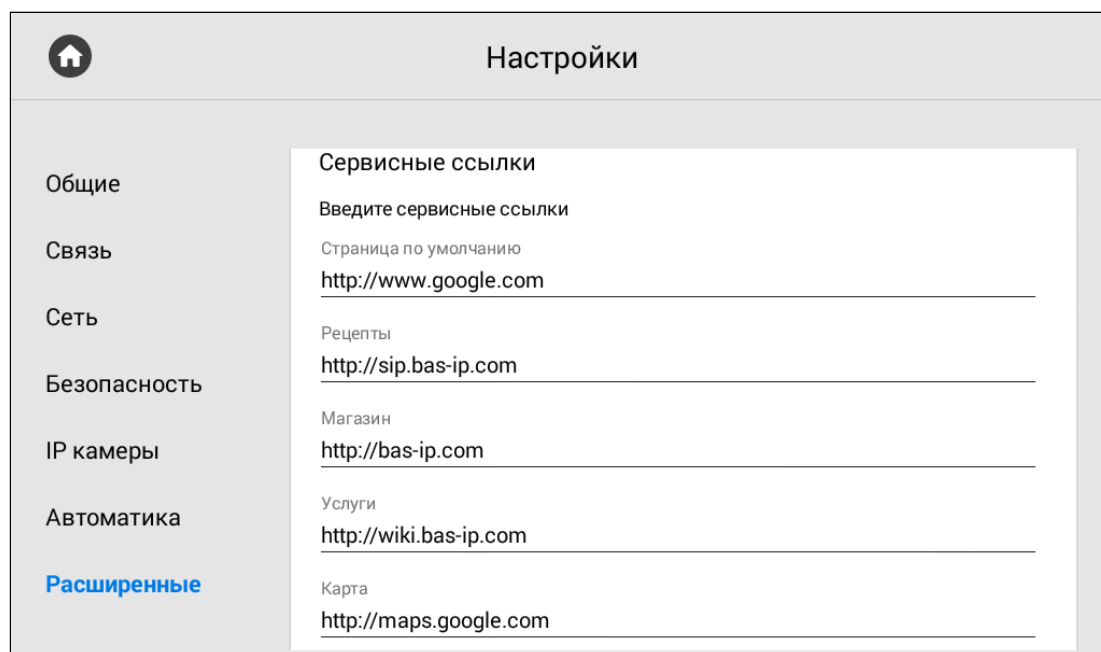 Настройки
Общие
Связь
Сеть
Безопасность
IP камеры
Автоматика
Расширенные
Сервисные ссылки
Введите сервисные ссылки
Страница по умолчанию
http://www.google.com
Рецепты
http://sip.bas-ip.com
Магазин
http://bas-ip.com
Услуги
http://wiki.bas-ip.com
Карта
http://maps.google.com